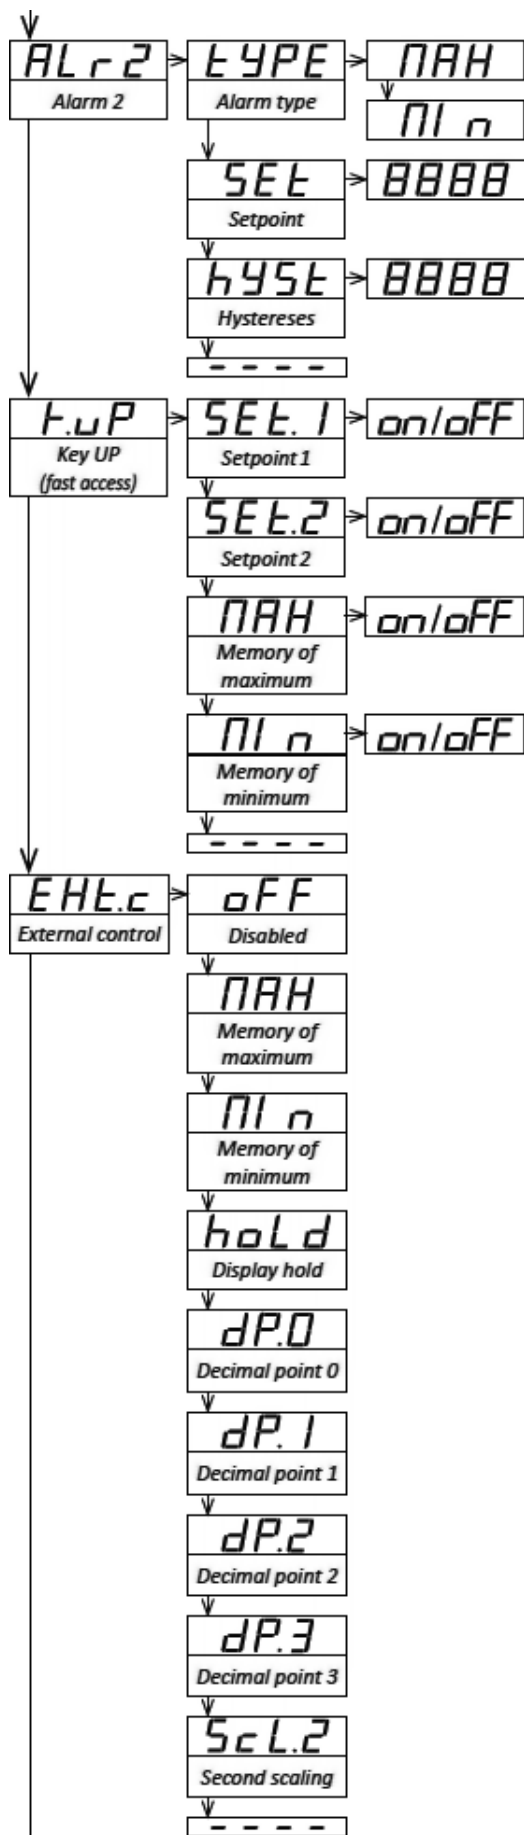 ALr2
Alarm 2
tYPE
Alarm type
MAH
MI n
SEt
Setpoint
8888
hYSt
Hystereses
8888
- - - -
K.uP
Key UP
(fast access)
SEt.1
Setpoint 1
on/oFF
SEt.2
Setpoint 2
on/oFF
MAH
Memory of
maximum
on/oFF
MI n
Memory of
minimum
on/oFF
- - - -
EHt.c
External control
oFF
Disabled
MAH
Memory of
maximum
MI n
Memory of
minimum
hoLd
Display hold
dP.0
Decimal point 0
dP.1
Decimal point 1
dP.2
Decimal point 2
dP.3
Decimal point 3
ScL.2
Second scaling
- - - -